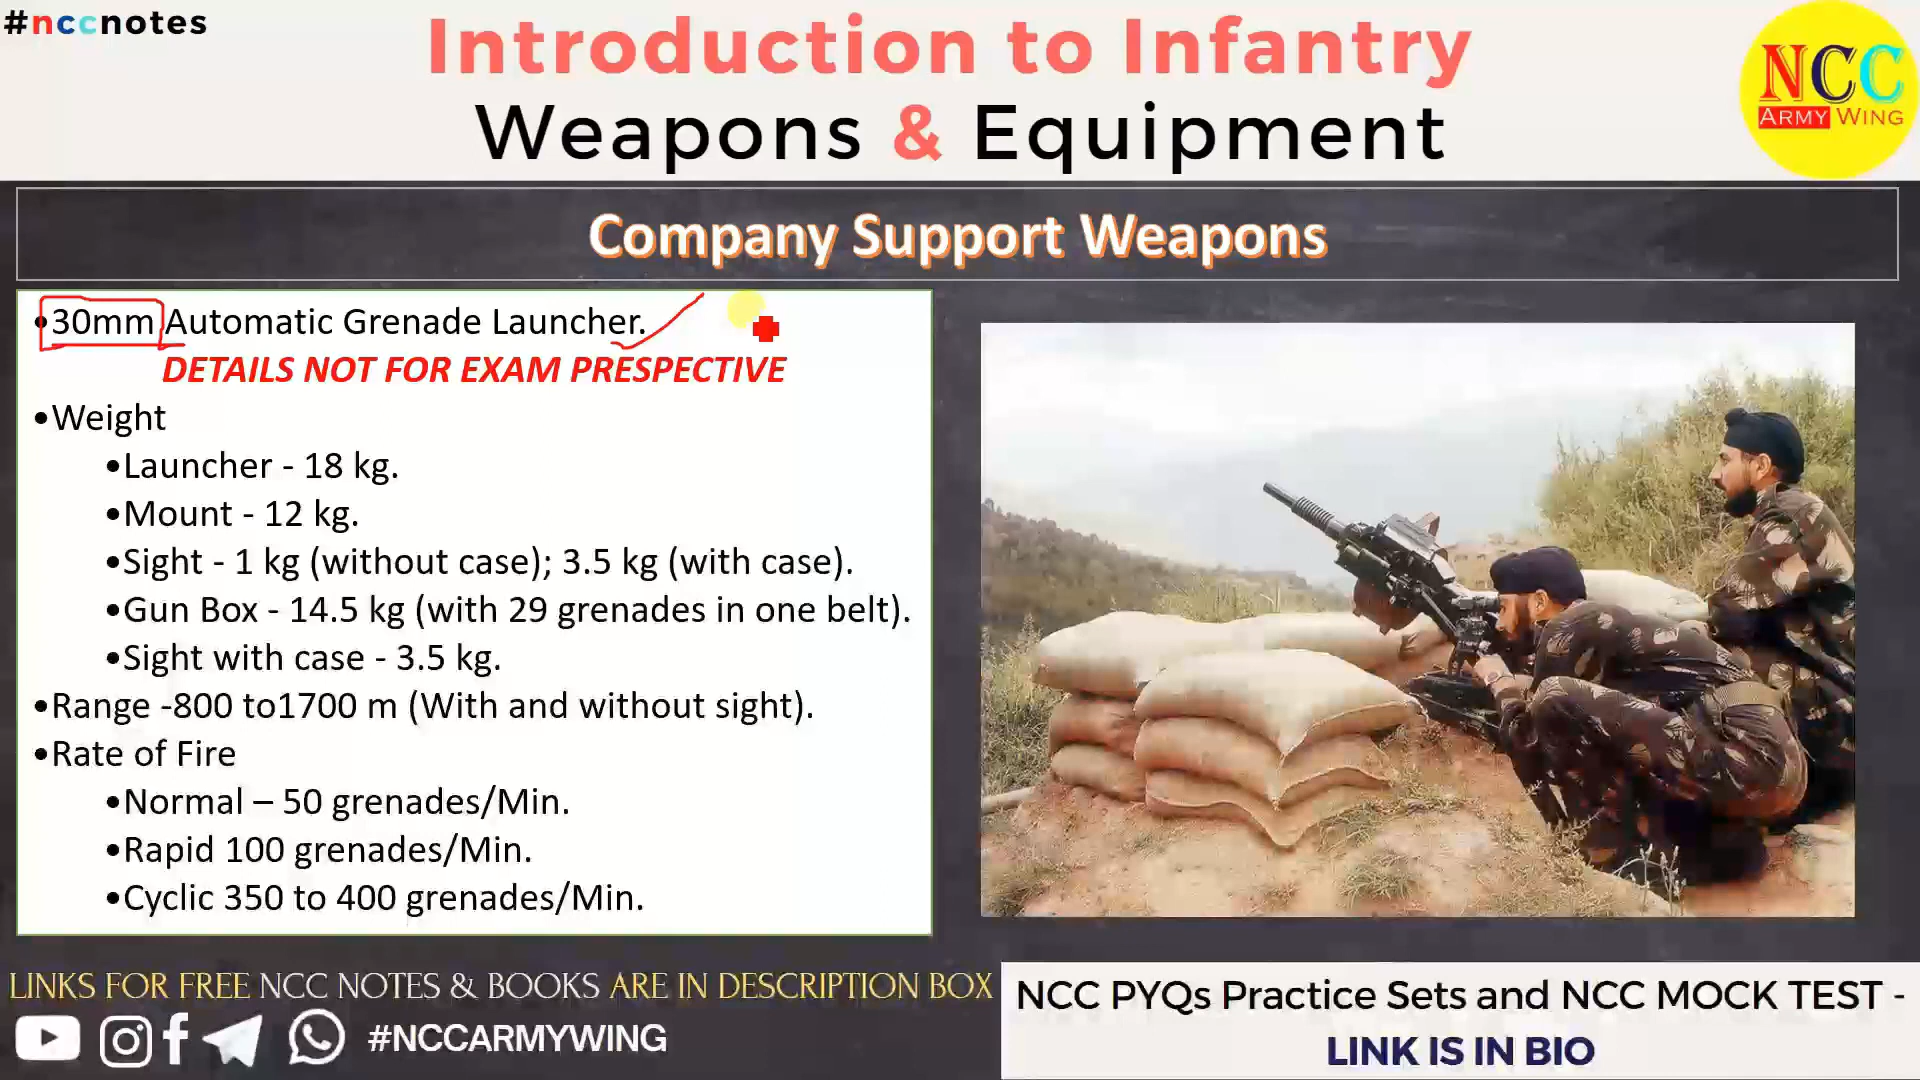 #nccnotes
Introduction to Infantry
Weapons & Equipment
NCC
ARMY WING
Company Support Weapons
•30mm Automatic Grenade Launcher.
DETAILS NOT FOR EXAM PRESPECTIVE
•Weight
•Launcher - 18 kg.
•Mount - 12 kg.
•Sight - 1 kg (without case); 3.5 kg (with case).
•Gun Box - 14.5 kg (with 29 grenades in one belt).
•Sight with case - 3.5 kg.
•Range -800 to1700 m (With and without sight).
•Rate of Fire
•Normal – 50 grenades/Min.
•Rapid 100 grenades/Min.
•Cyclic 350 to 400 grenades/Min.
LINKS FOR FREE NCC NOTES & BOOKS ARE IN DESCRIPTION BOX
#NCCARMYWING
NCC PYQs Practice Sets and NCC MOCK TEST -
LINK IS IN BIO